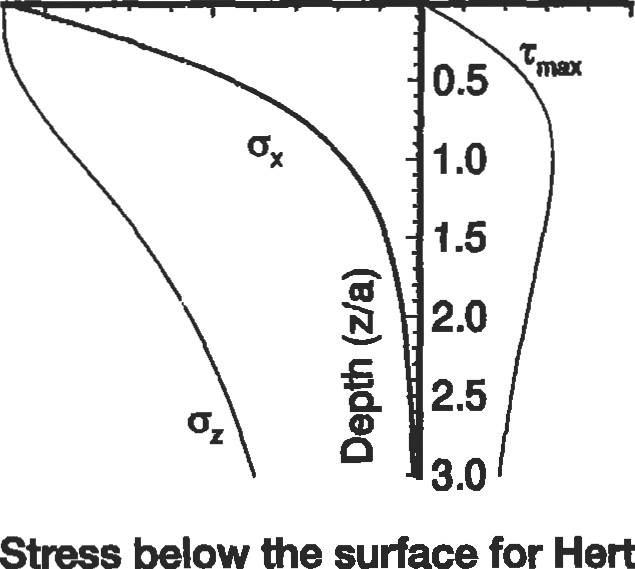 τmax
0.5
σx
1.0
1.5
2.0
2.5
σz
3.0
Depth (z/a)
Stress below the surface for Hert